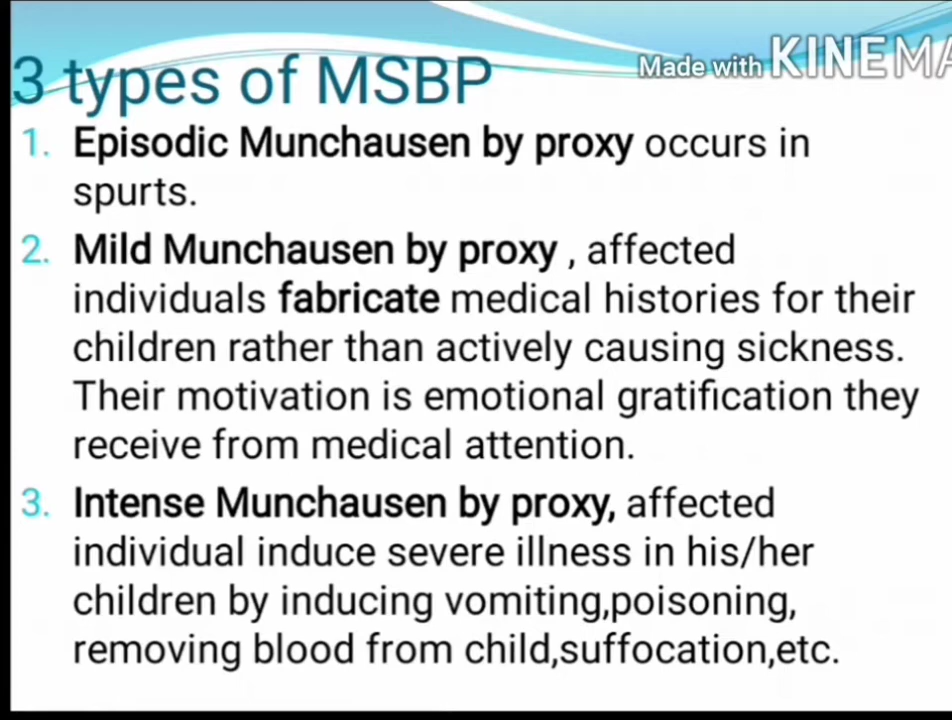 3 types of MSBP
Made with KINEMA
1. Episodic Munchausen by proxy occurs in
spurts.
2. Mild Munchausen by proxy , affected
individuals fabricate medical histories for their
children rather than actively causing sickness.
Their motivation is emotional gratification they
receive from medical attention.
3. Intense Munchausen by proxy, affected
individual induce severe illness in his/her
children by inducing vomiting,poisoning,
removing blood from child,suffocation,etc.